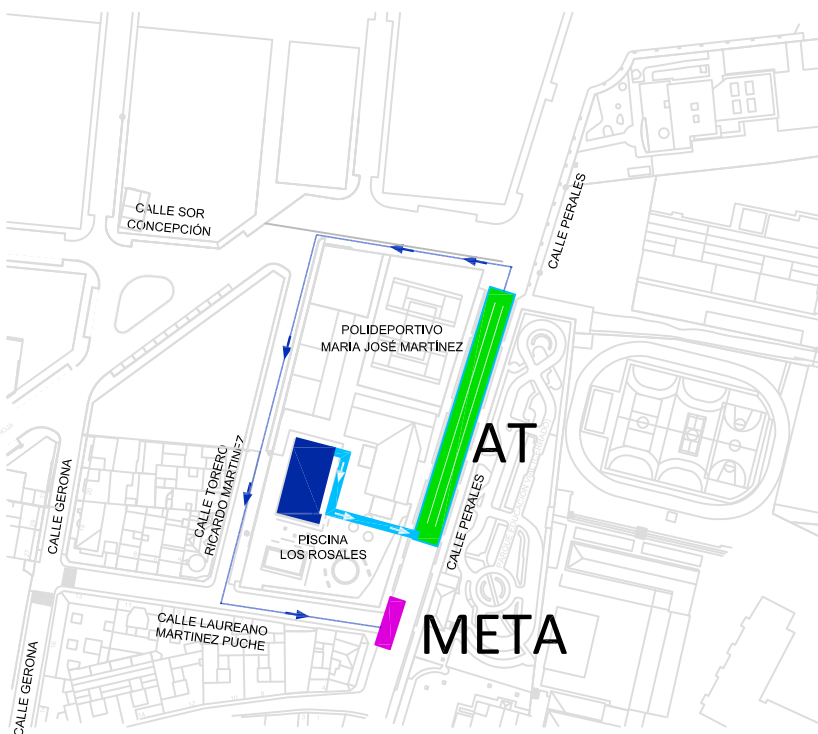 CALLE SOR
CONCEPCIÓN
CALLE PERALES
POLIDEPORTIVO
MARIA JOSÉ MARTÍNEZ
AT
CALLE TORERO
RICARDO MARTINEZ
CALLE GERONA
CALLE PERALES
PISCINA
LOS ROSALES
CALLE LAUREANO
MARTINEZ PUCHE
META
CALLE GERONA